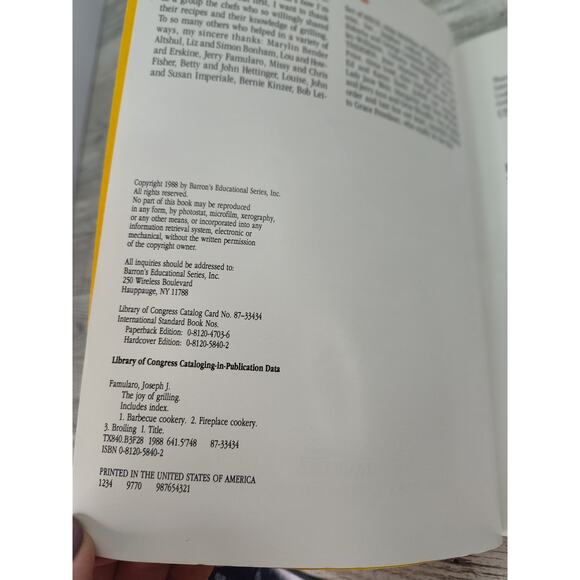 a group the chefs who so willingly shared
their recipes and their knowledge of grilling.
To so many others who helped in a variety of
ways, my sincere thanks: Marylin Bender
Altshul, Liz and Simon Bonham, Lou and How-
ard Erskine, Jerry Famularo, Missy and Chris
Fisher, Betty and John Hettinger, Louise, John
and Susan Imperiale, Bernie Kinzer, Bob Lei-
Copyright 1988 by Barron's Educational Series, Inc.
All rights reserved.
No part of this book may be reproduced
in any form, by photostat, microfilm, xerography,
or any other means, or incorporated into any
information retrieval system, electronic or
mechanical, without the written permission
of the copyright owner.
All inquiries should be addressed to:
Barron's Educational Series, Inc.
250 Wireless Boulevard
Hauppauge, NY 11788
Library of Congress Catalog Card No. 87-33434
International Standard Book Nos.
Paperback Edition: 0-8120-4703-6
Hardcover Edition: 0-8120-5840-2
Library of Congress Cataloging-in-Publication Data
Famularo, Joseph J.
The joy of grilling.
Includes index.
1. Barbecue cookery. 2. Fireplace cookery.
3. Broiling I. Title.
TX840.B3F28 1988 641.5'748 87-33434
ISBN 0-8120-5840-2
PRINTED IN THE UNITED STATES OF AMERICA
1234 9770 987654321